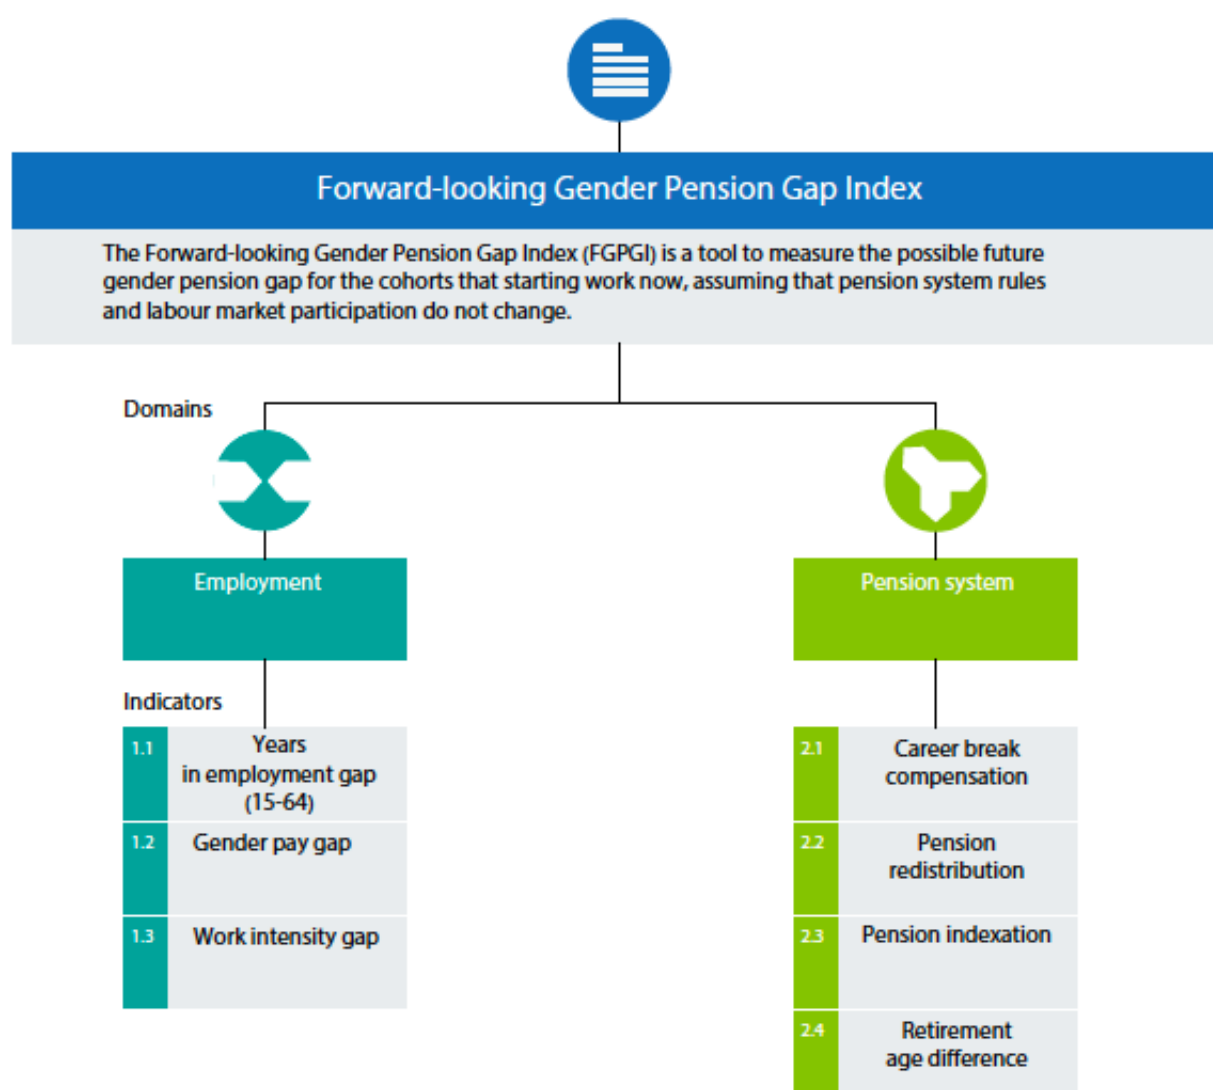 Forward-looking Gender Pension Gap Index
The Forward-looking Gender Pension Gap Index (FGPGI) is a tool to measure the possible future
gender pension gap for the cohorts that starting work now, assuming that pension system rules
and labour market participation do not change.
Domains
Employment
Pension system
Indicators
1.1
Years
in employment gap
(15-64)
1.2
Gender pay gap
1.3
Work intensity gap
2.1
Career break
compensation
2.2
Pension
redistribution
2.3
Pension indexation
2.4
Retirement
age difference